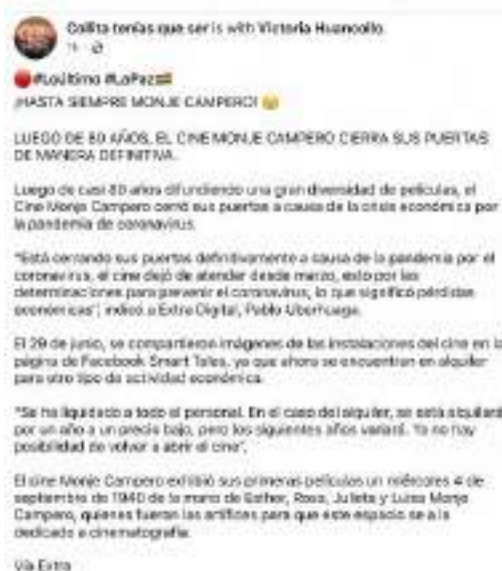 Collita tenías que ser is with Victoria Huancollo.
1h
#Loúltimo #LaPaz
¡HASTA SIEMPRE MONJE CAMPERO!
LUEGO DE 80 AÑOS, EL CINE MONJE CAMPERO CIERRA SUS PUERTAS
DE MANERA DEFINITIVA.
Luego de casi 80 años difundiendo una gran diversidad de películas, el
Cine Monje Campero cerró sus puertas a causa de la crisis económica por
la pandemia de coronavirus.
"Está cerrando sus puertas definitivamente a causa de la pandemia por el
coronavirus, el cine dejó de atender desde marzo, esto por las
determinaciones para prevenir el coronavirus, lo que significó pérdidas
económicas", indicó a Extra Digital, Pablo
El 29 de junio, se compartieron imágenes de las instalaciones del cine en la
página de Facebook Smart Tales, ya que ahora se encuentran en alquiler
para otro tipo de actividad económica.
"Se ha liquidado a todo el personal. En el caso del alquiler, se está alquilará
por un año a un precio bajo, pero los siguientes años variará. Ya no hay
posibilidad de volver a abrir el cine",
El cine Monje Campero exhibió sus primeras películas un miércoles 4 de
septiembre de 1940 de la mano de Esther, Rosa, Julieta y Luisa Monje
Campero, quienes fueron las artífices para que este espacio sea la
dedicado a cinematografía.
Vía Extra